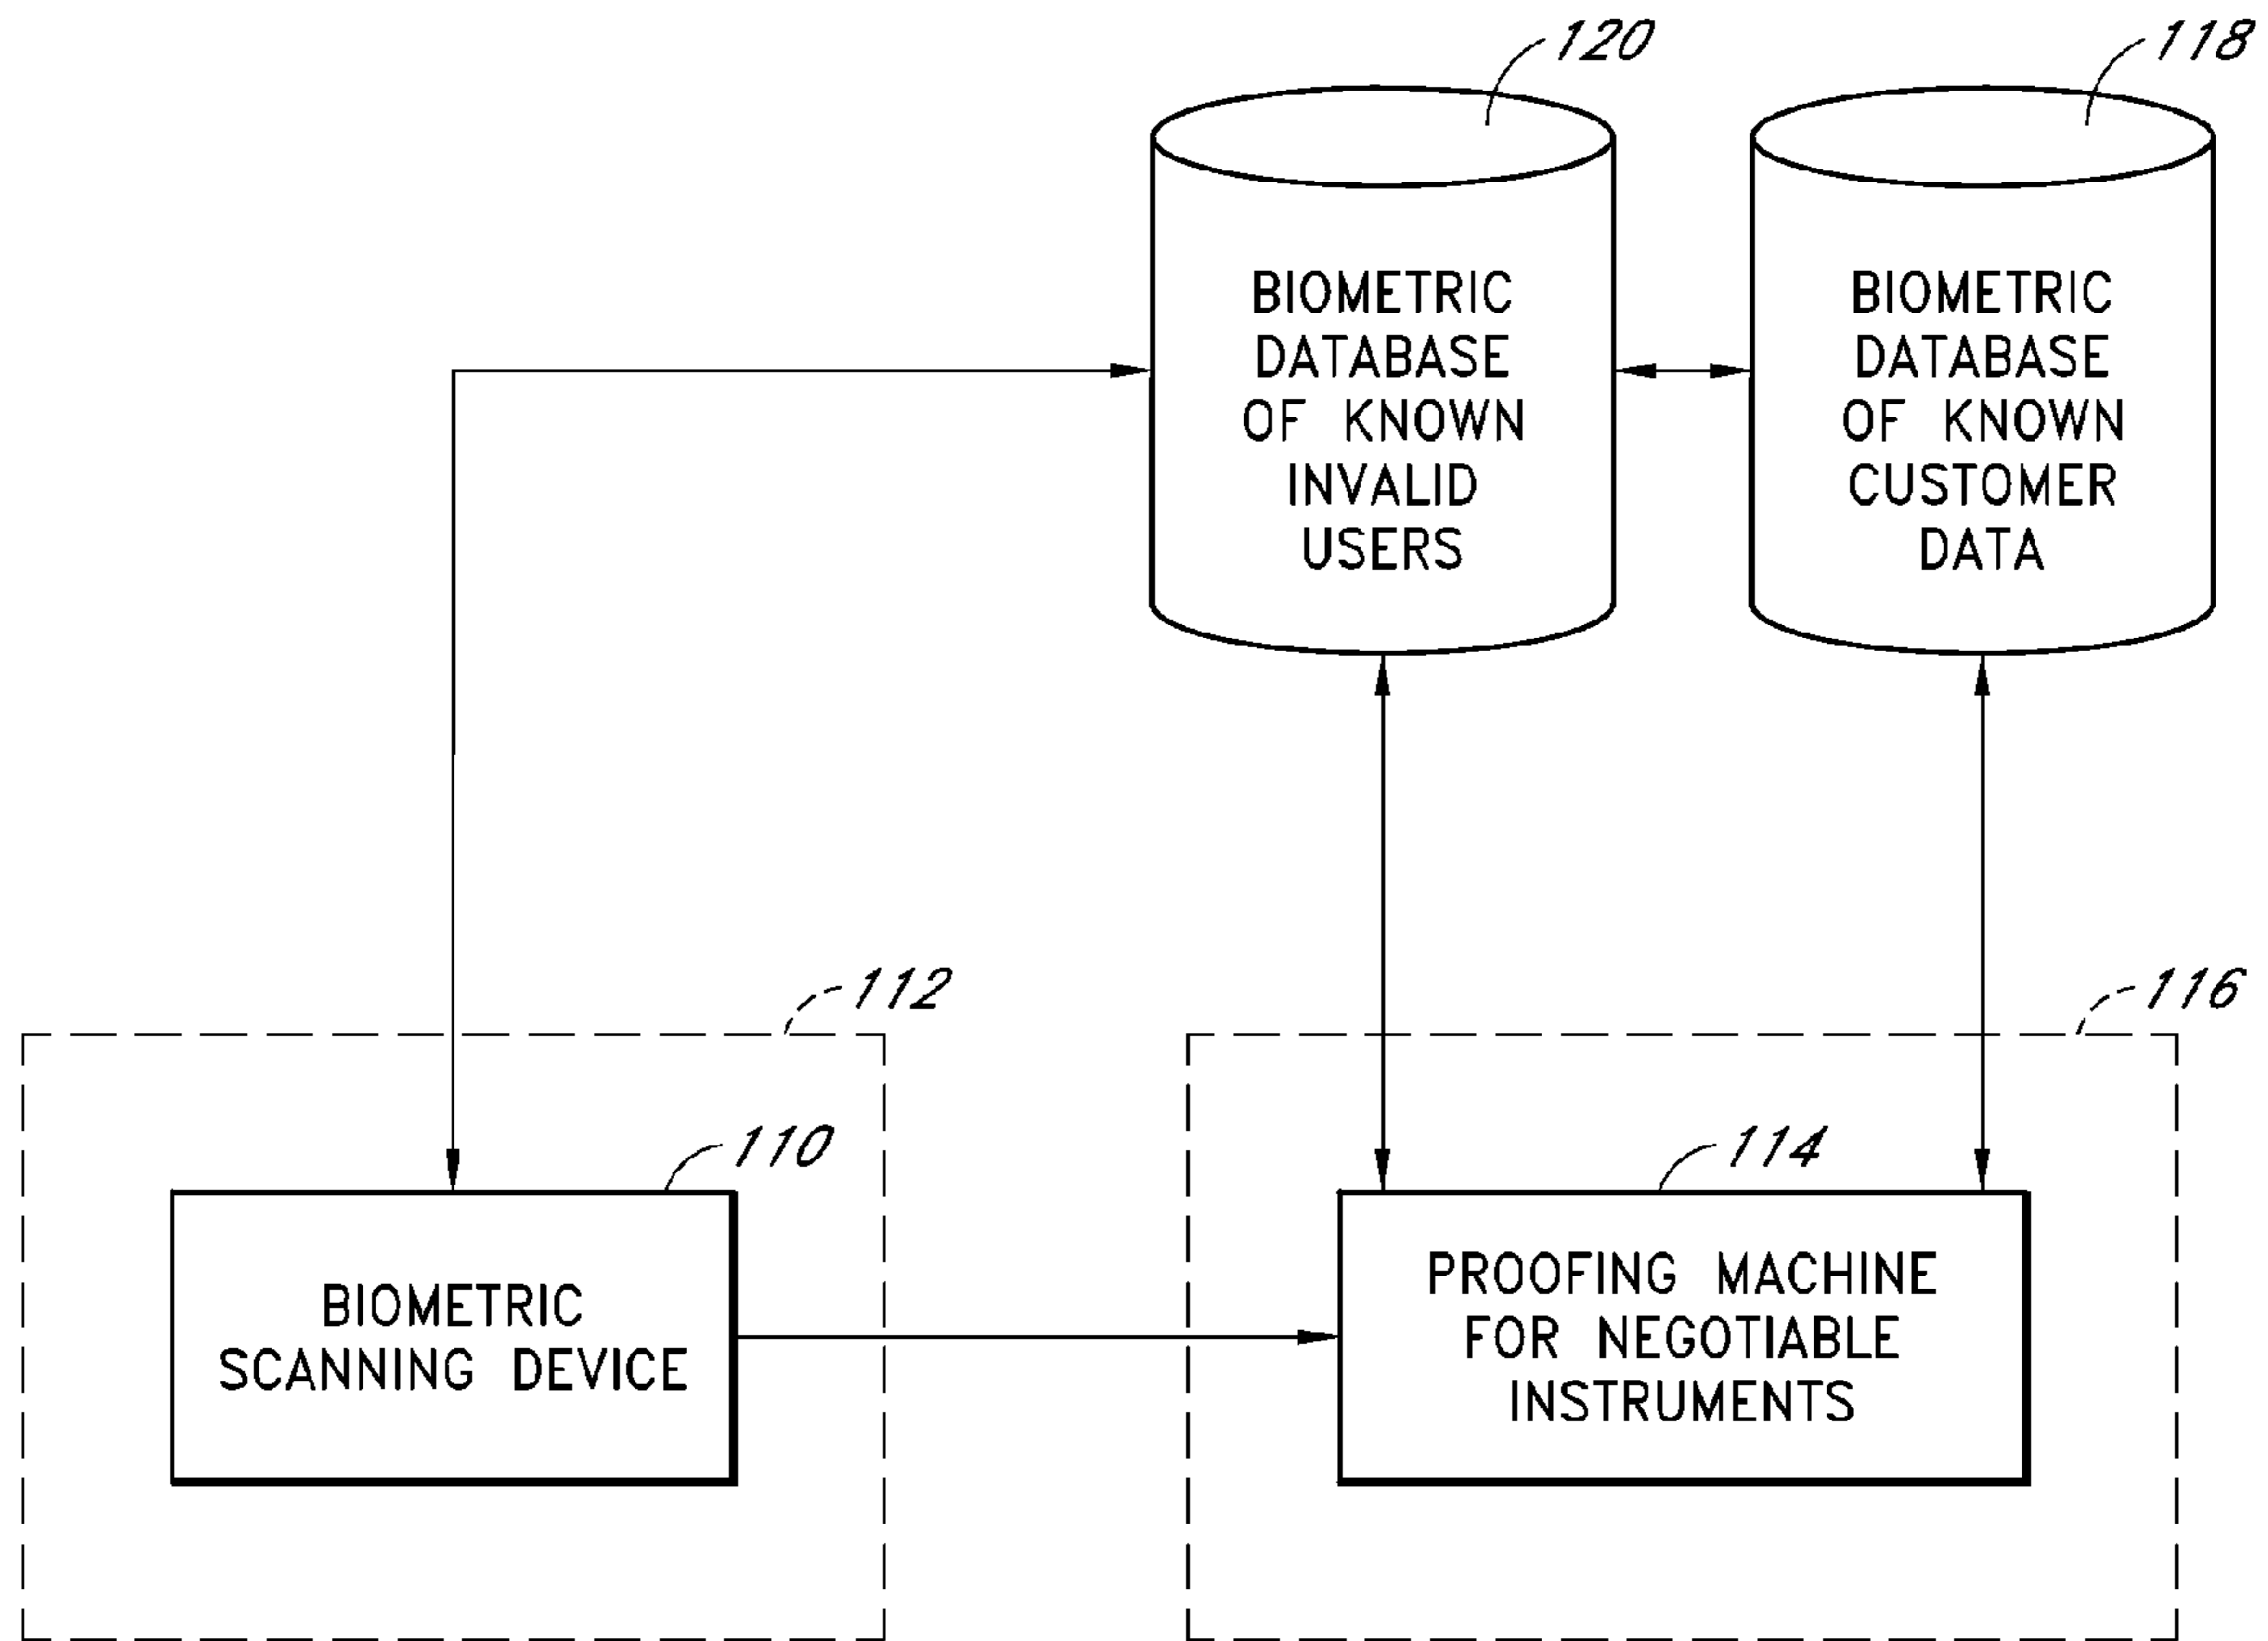 120
118
BIOMETRIC
DATABASE
OF KNOWN
INVALID
USERS
BIOMETRIC
DATABASE
OF KNOWN
CUSTOMER
DATA
112
116
110
114
BIOMETRIC
SCANNING DEVICE
PROOFING MACHINE
FOR NEGOTIABLE
INSTRUMENTS